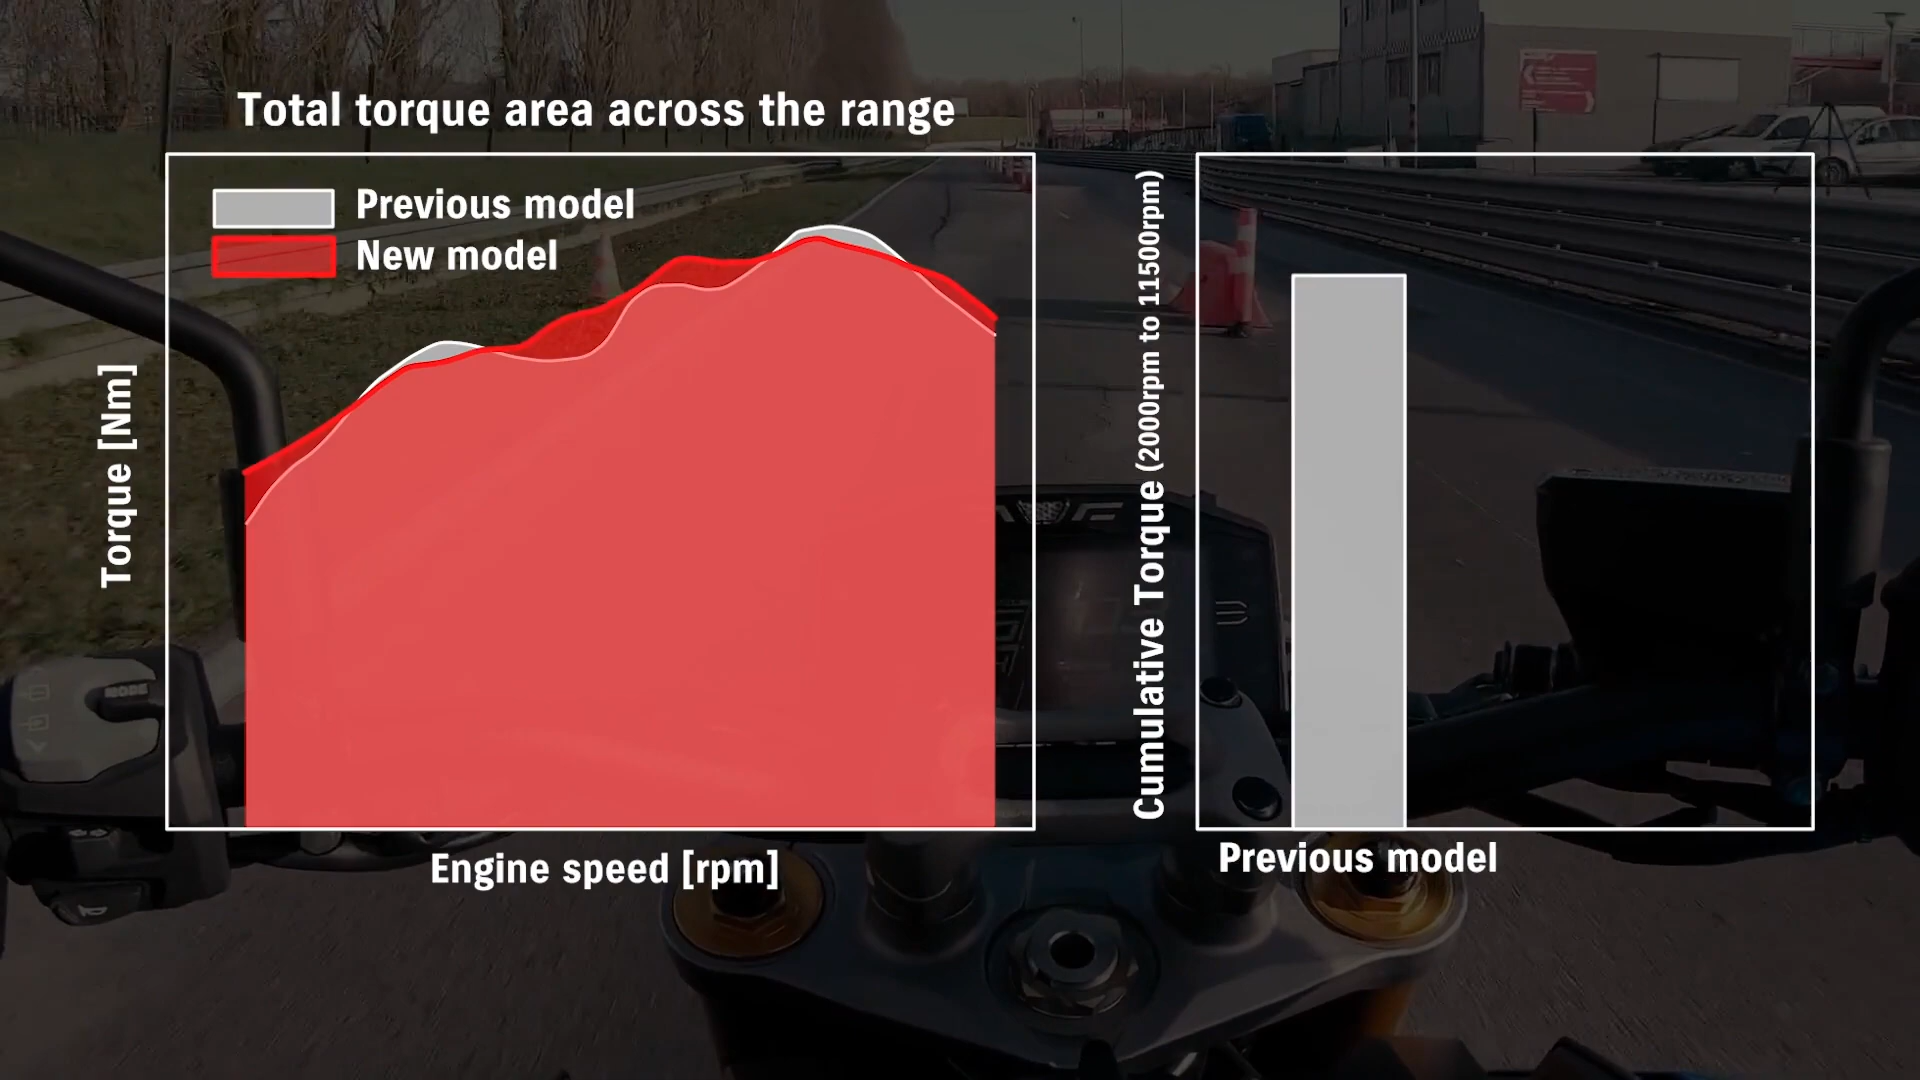 Total torque area across the range
Previous model
New model
Torque [Nm]
Engine speed [rpm]
Cumulative Torque (2000rpm to 11500rpm)
Previous model
MODE